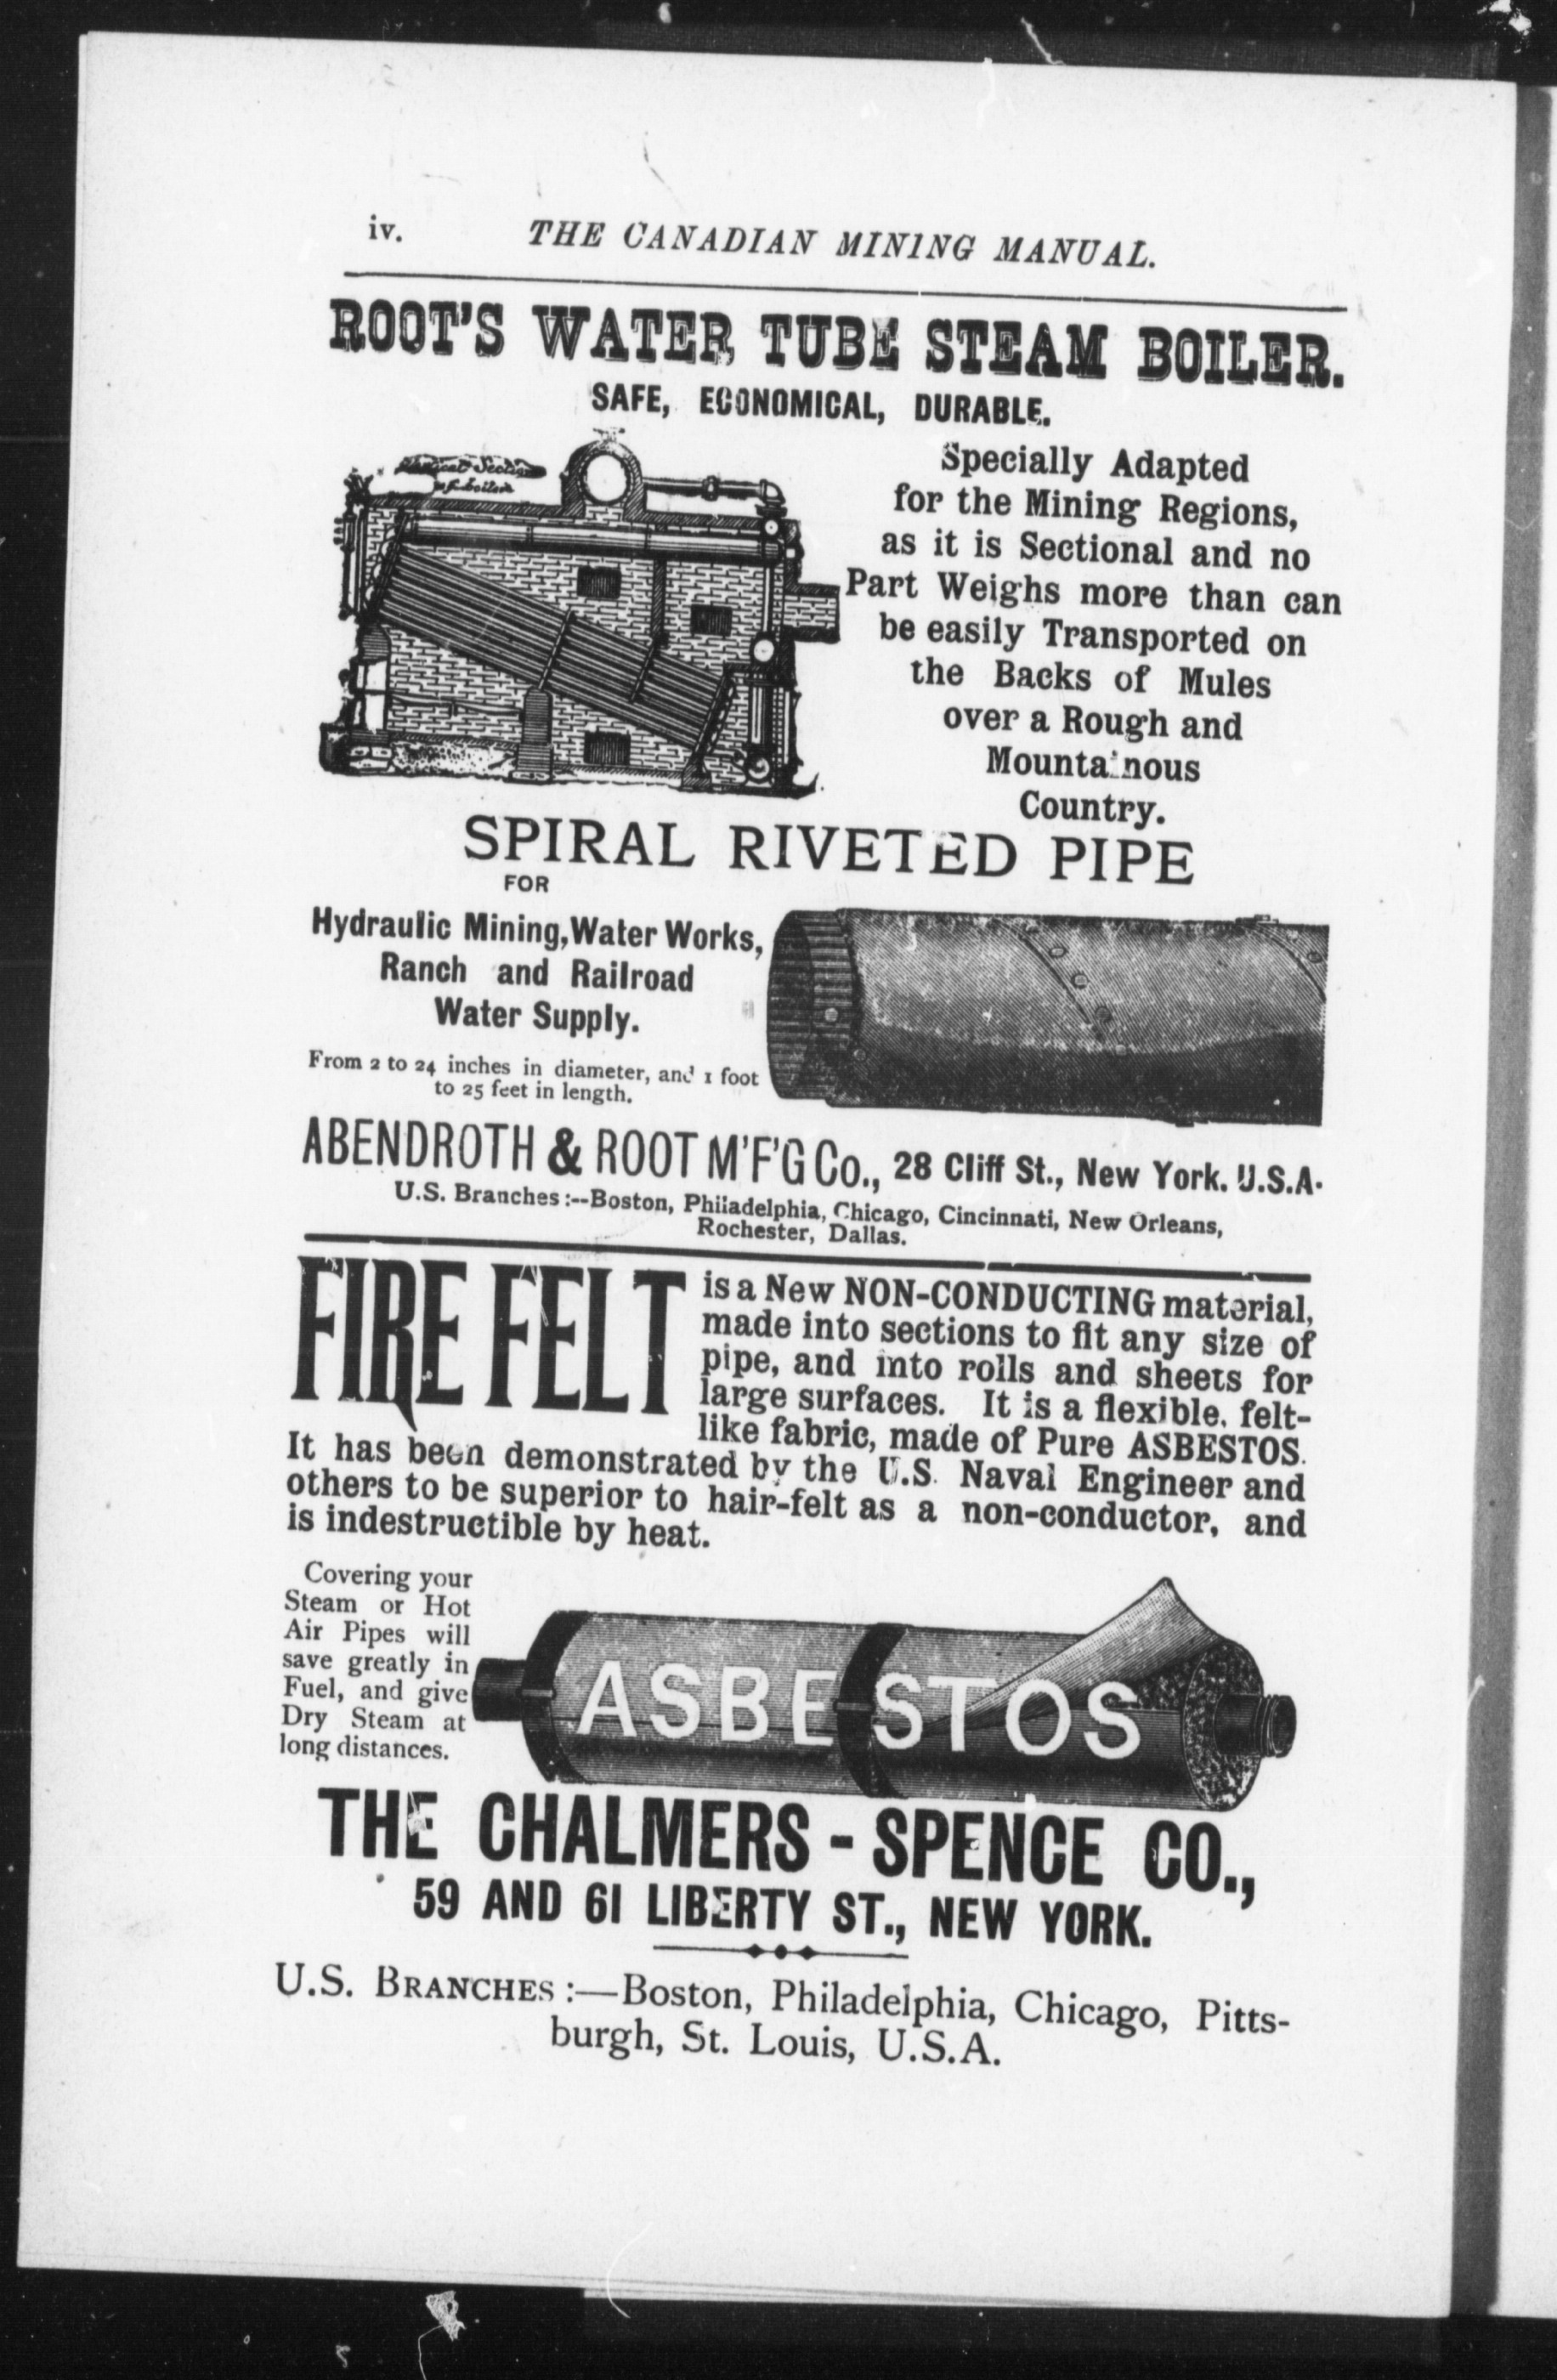 iv. THE CANADIAN MINING MANUAL.
ROOT'S WATER TUBE STEAM BOILER.
SAFE, ECONOMICAL, DURABLE.
Section
of boiler
Specially Adapted
for the Mining Regions,
as it is Sectional and no
Part Weighs more than can
be easily Transported on
the Backs of Mules
over a Rough and
Mountainous
Country.
SPIRAL RIVETED PIPE
FOR
Hydraulic Mining, Water Works,
Ranch and Railroad
Water Supply.
From 2 to 24 inches in diameter, and 1 foot
to 25 feet in length.
ABENDROTH & ROOT M'F'G Co., 28 Cliff St., New York. U.S.A.
U.S. Branches:--Boston, Philadelphia, Chicago, Cincinnati, New Orleans,
Rochester, Dallas.
FIRE FELT is a New NON-CONDUCTING material,
made into sections to fit any size of
pipe, and into rolls and sheets for
large surfaces. It is a flexible, felt-
like fabric, made of Pure ASBESTOS.
It has been demonstrated by the U.S. Naval Engineer and
others to be superior to hair-felt as a non-conductor, and
is indestructible by heat.
Covering your
Steam or Hot
Air Pipes will
save greatly in
Fuel, and give
Dry Steam at
long distances.
ASBESTOS
THE CHALMERS - SPENCE CO.,
59 AND 61 LIBERTY ST., NEW YORK.
U.S. BRANCHES:—Boston, Philadelphia, Chicago, Pitts-
burgh, St. Louis, U.S.A.